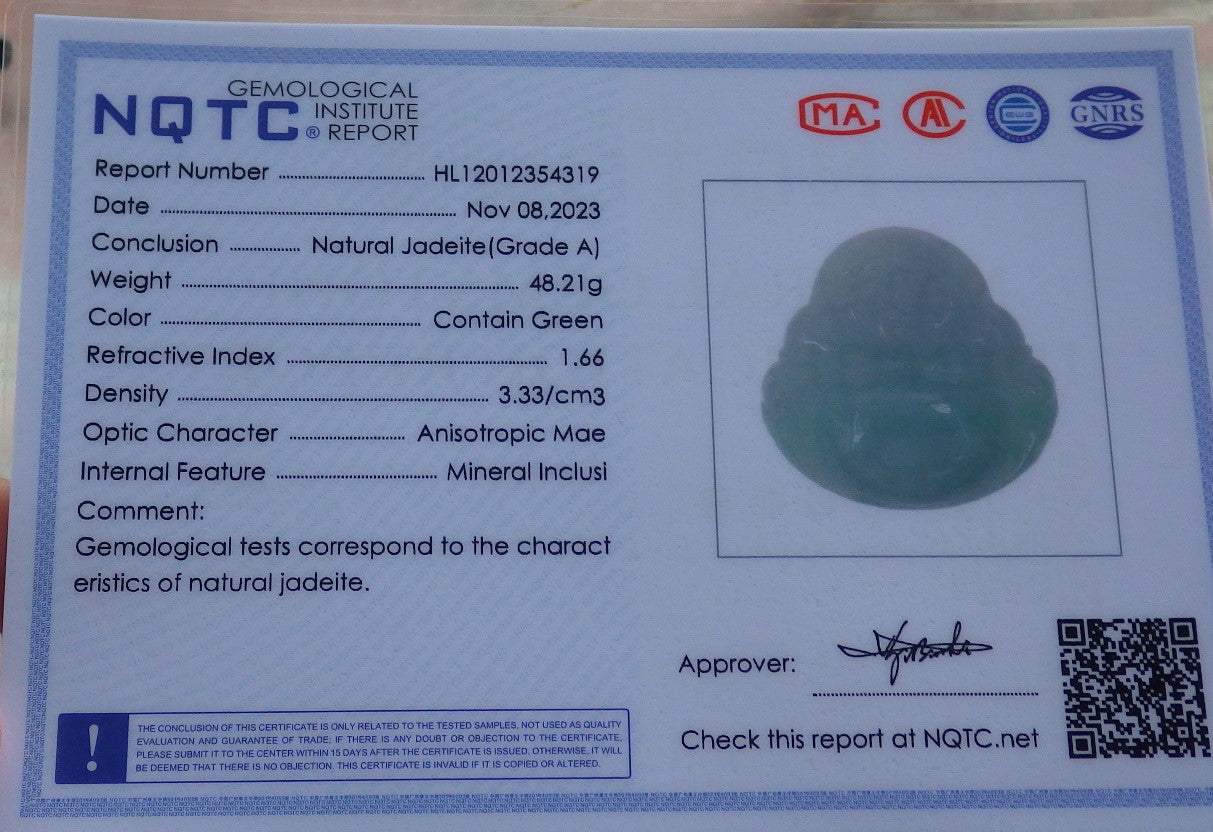 GEMOLOGICAL
NQTC INSTITUTE
® REPORT
MA
GNRS
Report Number ........ HL12012354319
Date ........ Nov 08,2023
Conclusion ........ Natural Jadeite(Grade A)
Weight ........ 48.21g
Color ........ Contain Green
Refractive Index ........ 1.66
Density ........ 3.33/cm3
Optic Character ........ Anisotropic Mae
Internal Feature ........ Mineral Inclusi
Comment:
Gemological tests correspond to the charact
eristics of natural jadeite.
Approver:
Check this report at NQTC.net
!
THE CONCLUSION OF THIS CERTIFICATE IS ONLY RELATED TO THE TESTED SAMPLES, NOT USED AS QUALITY
EVALUATION AND GUARANTEE OF TRADE; IF THERE IS ANY DOUBT OR OBJECTION TO THE CERTIFICATE,
PLEASE SUBMIT IT TO THE CENTER WITHIN 15 DAYS AFTER THE CERTIFICATE IS ISSUED. OTHERWISE, IT WILL
BE DEEMED THAT THERE IS NO OBJECTION. THIS CERTIFICATE IS INVALID IF IT IS COPIED OR ALTERED.